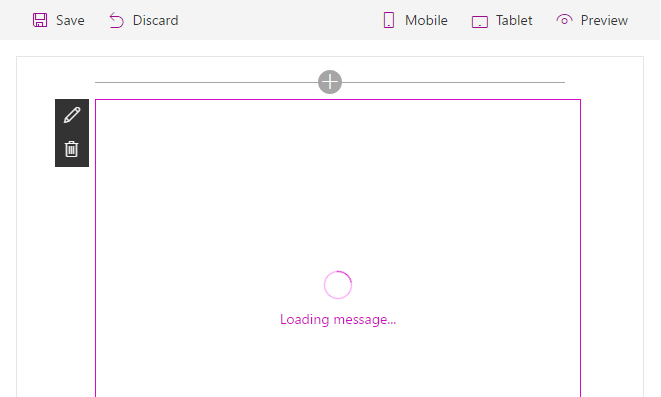 Save Discard Mobile Tablet Preview
Loading message...